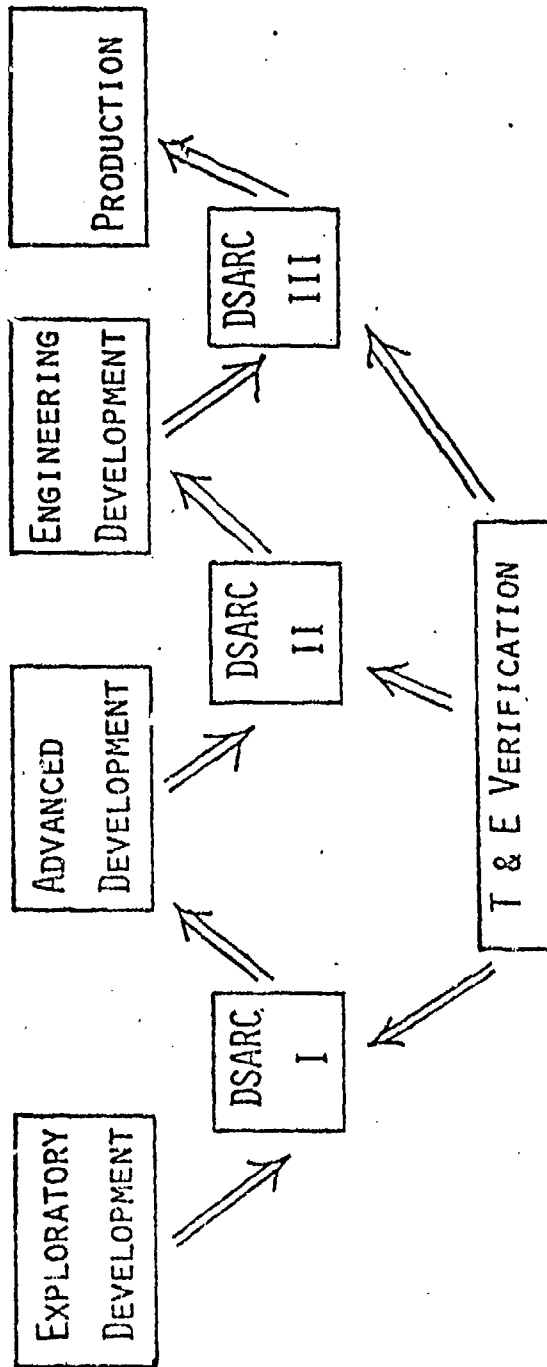 EXPLORATORY
DEVELOPMENT
ADVANCED
DEVELOPMENT
ENGINEERING
DEVELOPMENT
PRODUCTION
DSARC
I
DSARC
II
DSARC
III
T & E VERIFICATION